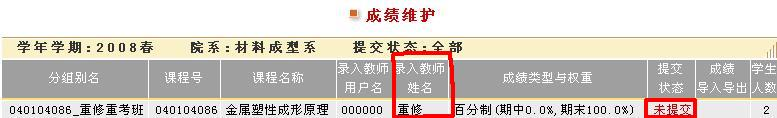 成绩维护
学年学期:2008春 院系:材料成型系 提交状态:全部
分组别名 课程号 课程名称 录入教师用户名 录入教师姓名 成绩类型与权重 提交状态 成绩导入导出 学生人数
040104086_重修重考班 040104086 金属塑性成形原理 000000 重修_ 百分制(期中0.0%,期末100.0%) 未提交 2